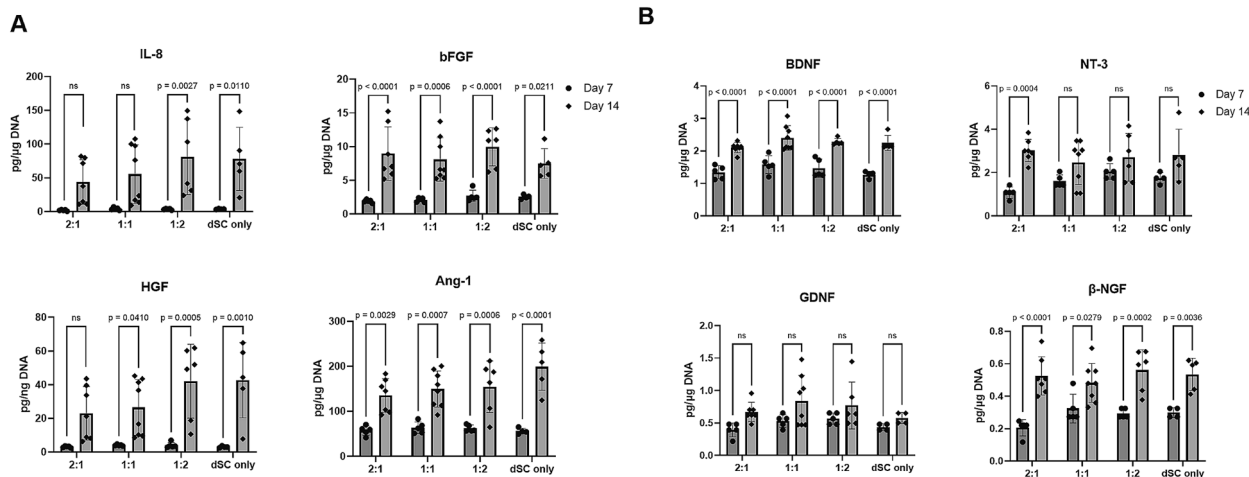 A
IL-8
ns
ns
p = 0.0027
p = 0.0110
200
150
100
50
0
pg/µg DNA
2:1
1:1
1:2
dSC only
bFGF
p < 0.0001
p = 0.0006
p < 0.0001
p = 0.0211
20
15
10
5
0
pg/µg DNA
2:1
1:1
1:2
dSC only
Day 7
Day 14
HGF
ns
p = 0.0410
p = 0.0005
p = 0.0010
80
60
40
20
0
pg/ng DNA
2:1
1:1
1:2
dSC only
Ang-1
p = 0.0029
p = 0.0007
p = 0.0006
p < 0.0001
300
200
100
0
pg/µg DNA
2:1
1:1
1:2
dSC only
B
BDNF
p < 0.0001
p < 0.0001
p < 0.0001
p < 0.0001
4
3
2
1
0
pg/µg DNA
2:1
1:1
1:2
dSC only
NT-3
p = 0.0004
ns
ns
ns
6
4
2
0
pg/µg DNA
2:1
1:1
1:2
dSC only
Day 7
Day 14
GDNF
ns
ns
ns
ns
2.0
1.5
1.0
0.5
0.0
pg/µg DNA
2:1
1:1
1:2
dSC only
β-NGF
p < 0.0001
p = 0.0279
p = 0.0002
p = 0.0036
0.8
0.6
0.4
0.2
0.0
pg/µg DNA
2:1
1:1
1:2
dSC only